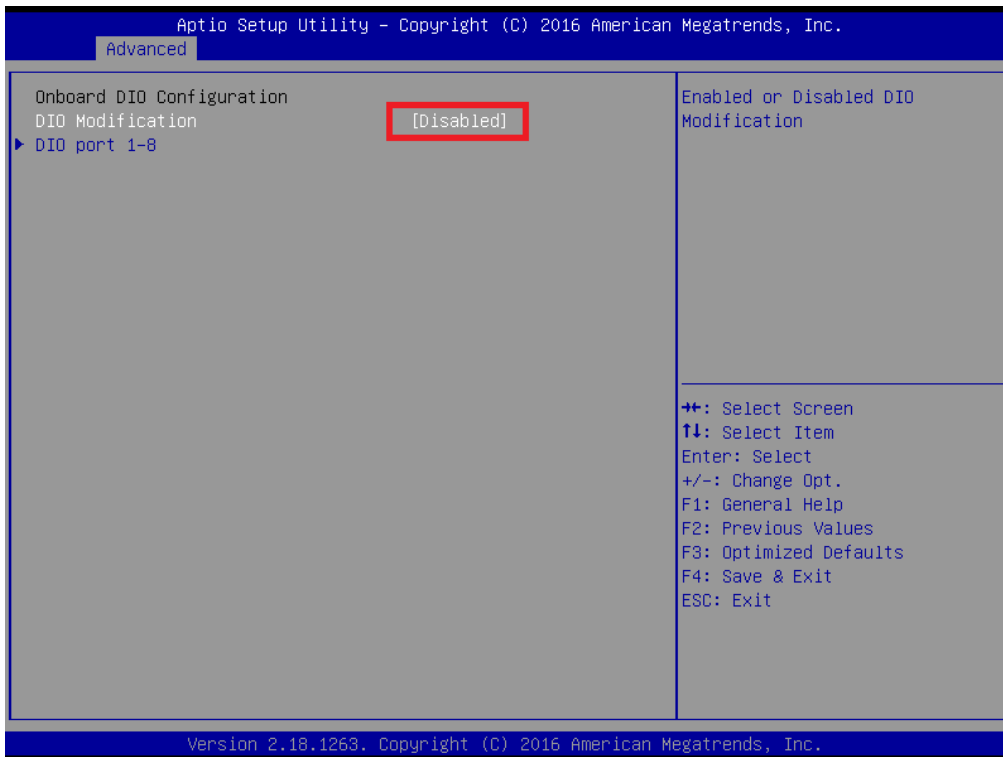 Aptio Setup Utility – Copyright (C) 2016 American Megatrends, Inc.
Advanced
Onboard DIO Configuration
DIO Modification [Disabled]
▶ DIO port 1-8
Enabled or Disabled DIO
Modification
→←: Select Screen
↑↓: Select Item
Enter: Select
+/-: Change Opt.
F1: General Help
F2: Previous Values
F3: Optimized Defaults
F4: Save & Exit
ESC: Exit
Version 2.18.1263. Copyright (C) 2016 American Megatrends, Inc.